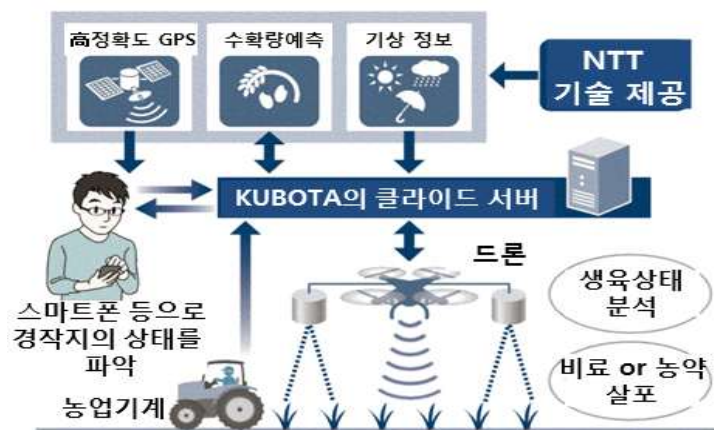 高정확도 GPS
수확량예측
기상 정보
NTT
기술 제공
KUBOTA의 클라이드 서버
드론
스마트폰 등으로
경작지의 상태를
파악
농업기계
생육상태
분석
비료 or 농약
살포